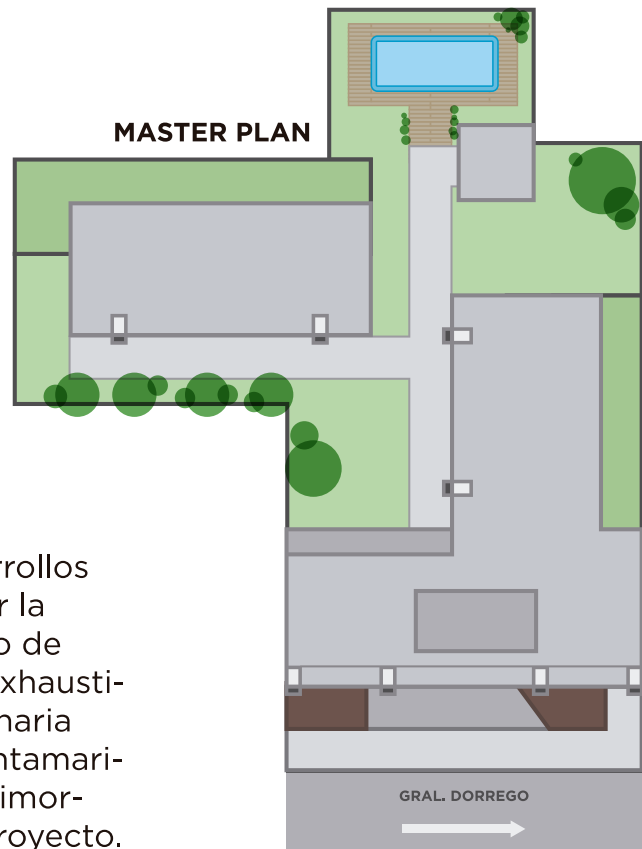 MASTER PLAN
rrollos
r la
o de
xhausti-
naria
ntamari-
imor-
royecto.
GRAL. DORREGO